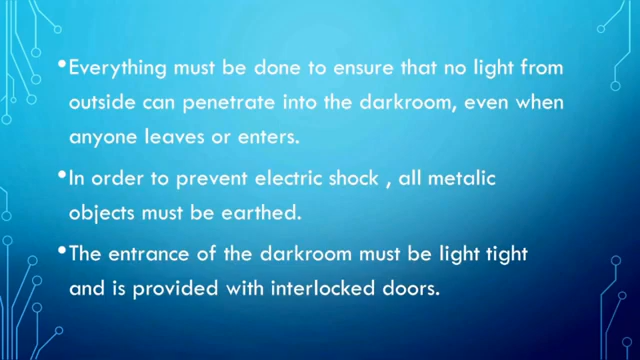 •Everything must be done to ensure that no light from
outside can penetrate into the darkroom, even when
anyone leaves or enters.
•In order to prevent electric shock , all metalic
objects must be earthed.
•The entrance of the darkroom must be light tight
and is provided with interlocked doors.